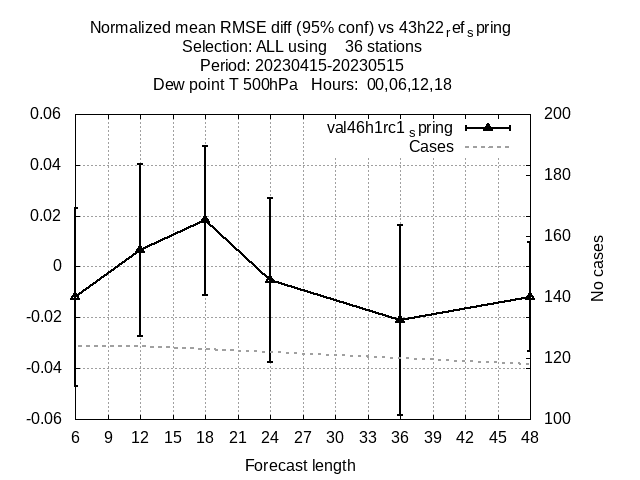 Normalized mean RMSE diff (95% conf) vs 43h22refspring
Selection: ALL using 36 stations
Period: 20230415-20230515
Dew point T 500hPa Hours: 00,06,12,18
val46h1rc1spring
Cases
0.06
0.04
0.02
0
-0.02
-0.04
-0.06
200
180
160
140
120
100
No cases
6 9 12 15 18 21 24 27 30 33 36 39 42 45 48
Forecast length